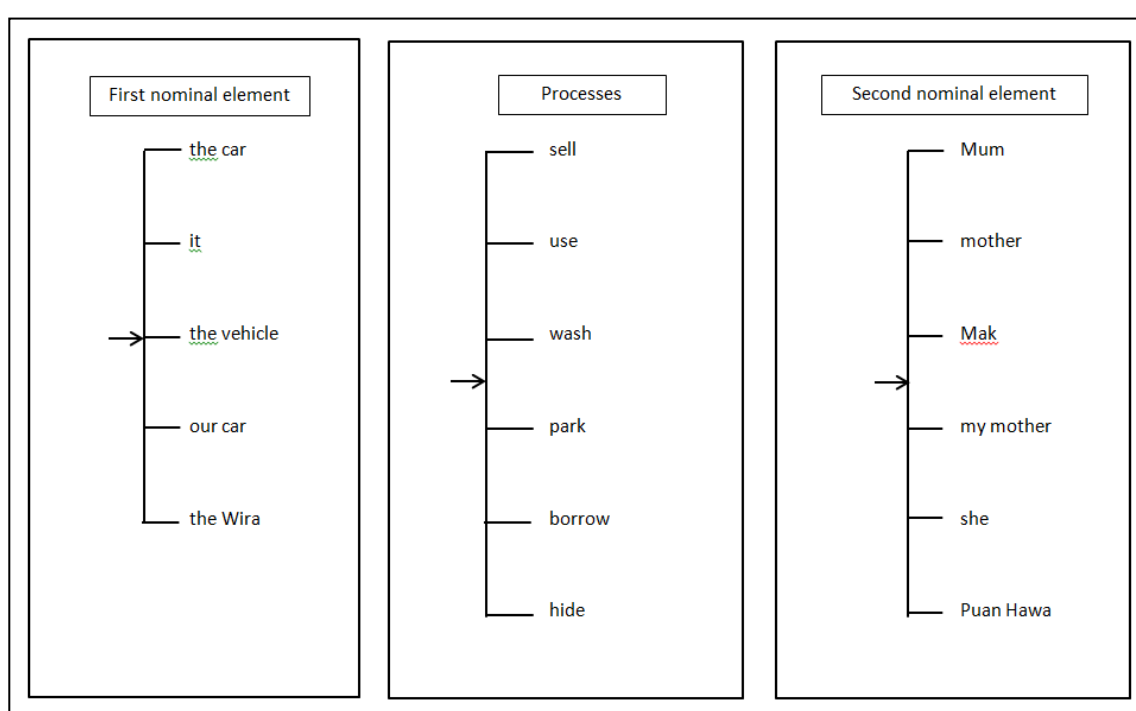 First nominal element
the car
it
the vehicle
our car
the Wira
Processes
sell
use
wash
park
borrow
hide
Second nominal element
Mum
mother
Mak
my mother
she
Puan Hawa